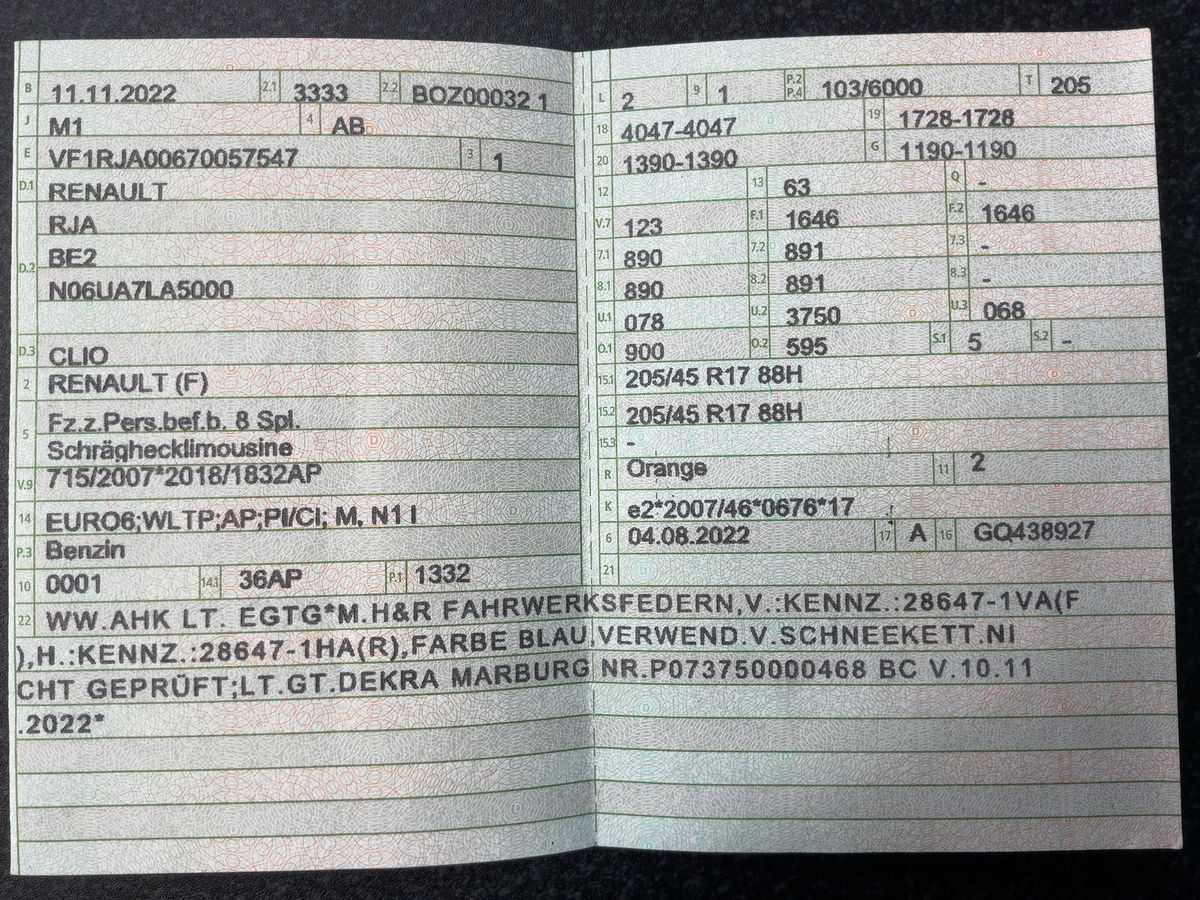 B 11.11.2022 2.1 3333 2.2 BOZ00032 1
J M1 4 AB
E VF1RJA00670057547 3 1
D.1 RENAULT
RJA
D.2 BE2
N06UA7LA5000
D.3 CLIO
2 RENAULT (F)
5 Fz.z.Pers.bef.b. 8 Spl.
Schräghecklimousine
V.9 715/2007*2018/1832AP
14 EURO6;WLTP;AP;PI/CI; M, N1 I
P.3 Benzin
10 0001 14.1 36AP P.1 1332
L 2 9 1 P.2 P.4 103/6000 T 205
18 4047-4047 19 1728-1728
20 1390-1390 G 1190-1190
12 13 63 Q -
V.7 123 F.1 1646 F.2 1646
7.1 890 7.2 891 7.3 -
8.1 890 8.2 891 8.3 -
U.1 078 U.2 3750 U.3 068
O.1 900 O.2 595 S.1 5 S.2 -
15.1 205/45 R17 88H
15.2 205/45 R17 88H
15.3 -
R Orange 11 2
K e2*2007/46*0676*17
6 04.08.2022 17 A 16 GQ438927
21
22 WW.AHK LT. EGTG*M.H&R FAHRWERKSFEDERN,V.:KENNZ.:28647-1VA(F
),H.:KENNZ.:28647-1HA(R),FARBE BLAU,VERWEND.V.SCHNEEKETT.NI
CHT GEPRÜFT;LT.GT.DEKRA MARBURG NR.P073750000468 BC V.10.11
.2022*